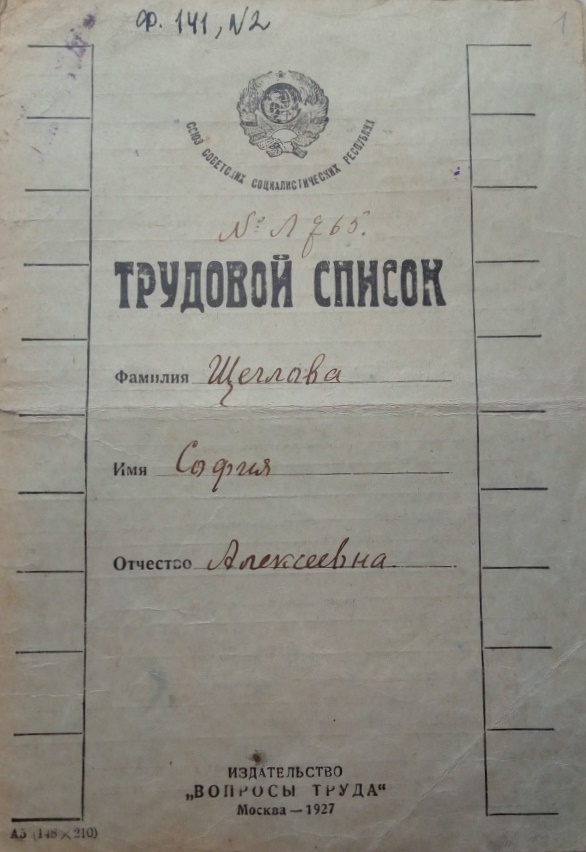 Ф. 141, N2
1
СОЮЗ СОВЕТСКИХ СОЦИАЛИСТИЧЕСКИХ РЕСПУБЛИК
№ Л 765.
ТРУДОВОЙ СПИСОК
Фамилия Щеглова
Имя София
Отчество Алексеевна
ИЗДАТЕЛЬСТВО
„ВОПРОСЫ ТРУДА“
Москва — 1927
А5 (148 × 210)